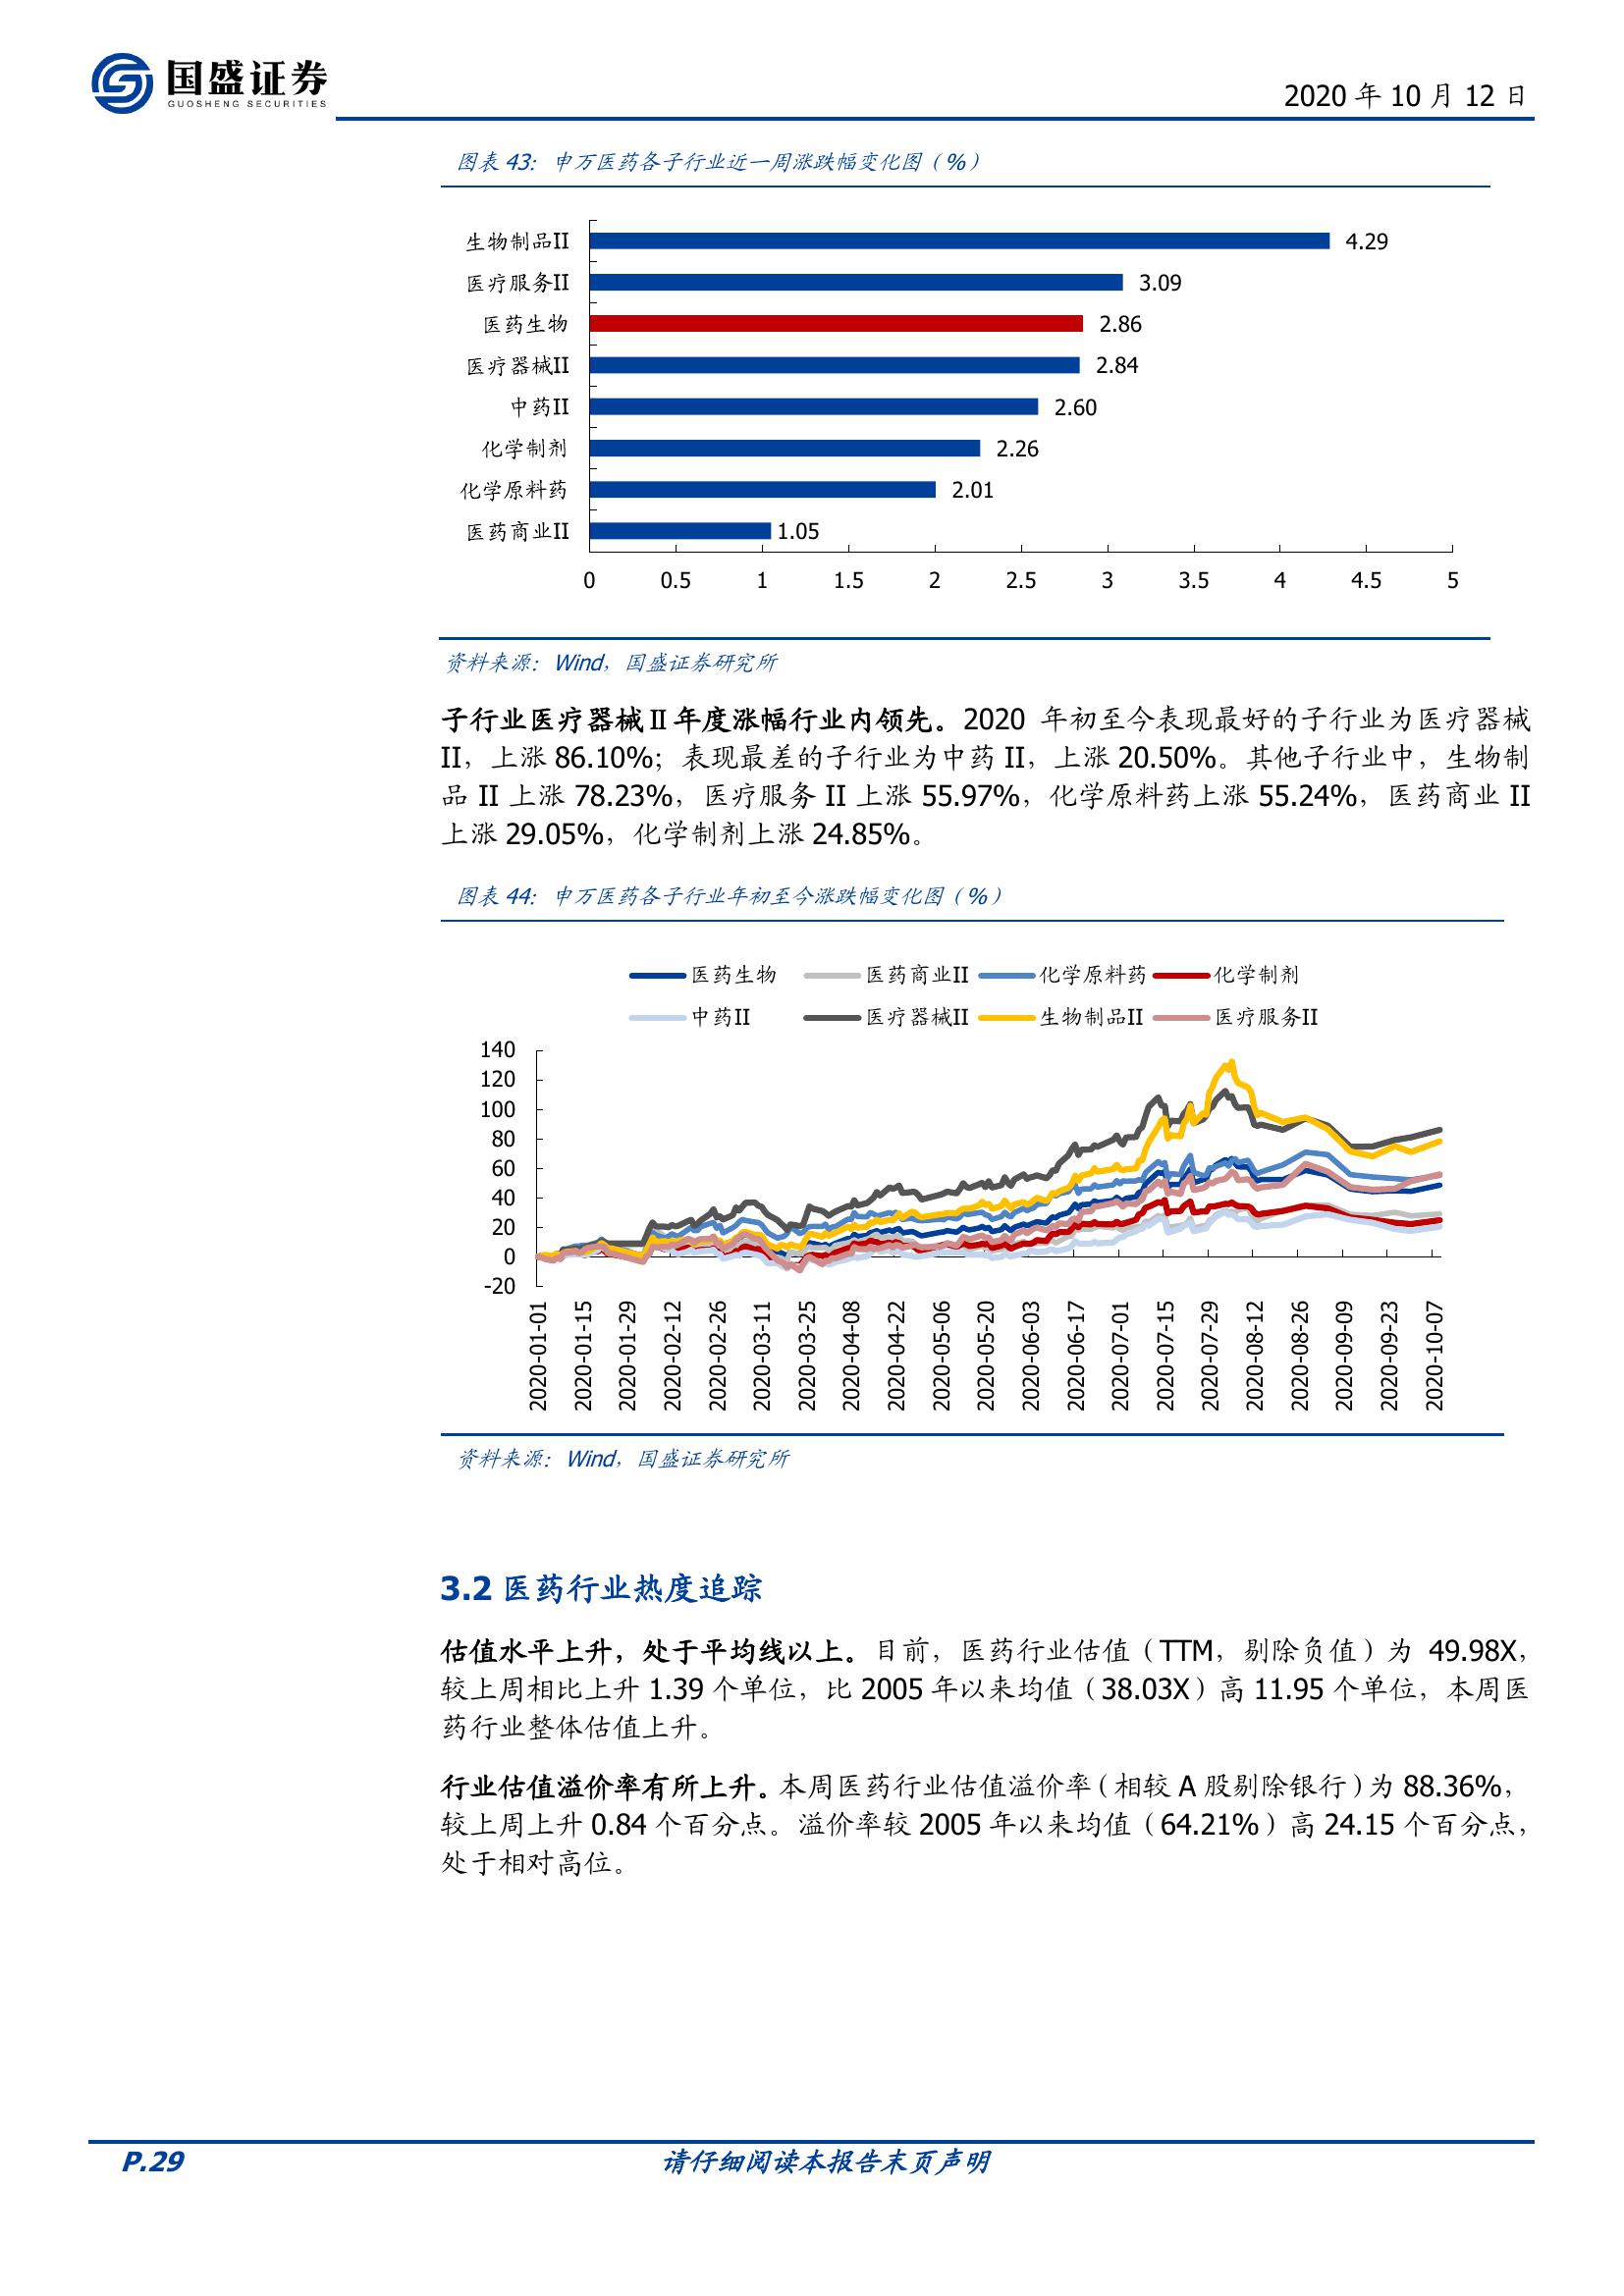 国盛证券
GUOSHENG SECURITIES
2020 年 10 月 12 日
图表 43：申万医药各子行业近一周涨跌幅变化图（%）
生物制品II 4.29
医疗服务II 3.09
医药生物 2.86
医疗器械II 2.84
中药II 2.60
化学制剂 2.26
化学原料药 2.01
医药商业II 1.05
0 0.5 1 1.5 2 2.5 3 3.5 4 4.5 5
资料来源：Wind，国盛证券研究所
子行业医疗器械Ⅱ年度涨幅行业内领先。2020 年初至今表现最好的子行业为医疗器械
II，上涨 86.10%；表现最差的子行业为中药 II，上涨 20.50%。其他子行业中，生物制
品 II 上涨 78.23%，医疗服务 II 上涨 55.97%，化学原料药上涨 55.24%，医药商业 II
上涨 29.05%，化学制剂上涨 24.85%。
图表 44：申万医药各子行业年初至今涨跌幅变化图（%）
医药生物 医药商业II 化学原料药 化学制剂
中药II 医疗器械II 生物制品II 医疗服务II
140
120
100
80
60
40
20
0
-20
2020-01-01 2020-01-15 2020-01-29 2020-02-12 2020-02-26 2020-03-11 2020-03-25 2020-04-08 2020-04-22 2020-05-06 2020-05-20 2020-06-03 2020-06-17 2020-07-01 2020-07-15 2020-07-29 2020-08-12 2020-08-26 2020-09-09 2020-09-23 2020-10-07
资料来源：Wind，国盛证券研究所
3.2 医药行业热度追踪
估值水平上升，处于平均线以上。目前，医药行业估值（TTM，剔除负值）为 49.98X，
较上周相比上升 1.39 个单位，比 2005 年以来均值（38.03X）高 11.95 个单位，本周医
药行业整体估值上升。
行业估值溢价率有所上升。本周医药行业估值溢价率（相较 A 股剔除银行）为 88.36%，
较上周上升 0.84 个百分点。溢价率较 2005 年以来均值（64.21%）高 24.15 个百分点，
处于相对高位。
P.29
请仔细阅读本报告末页声明